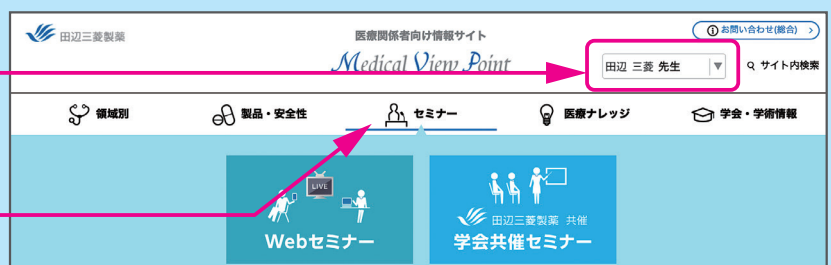 田辺三菱製薬
医療関係者向け情報サイト
Medical View Point
お問い合わせ(総合)
田辺 三菱 先生
サイト内検索
領域別
製品・安全性
セミナー
医療ナレッジ
学会・学術情報
LIVE
Webセミナー
田辺三菱製薬 共催
学会共催セミナー